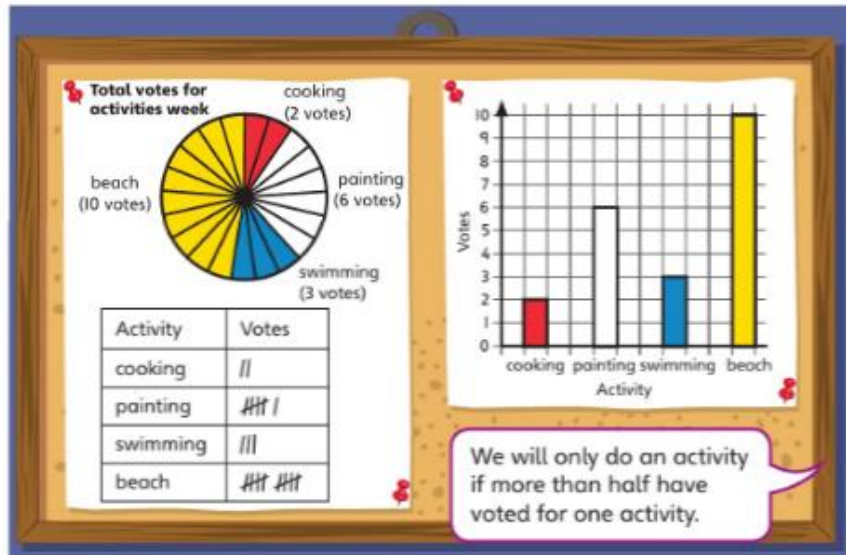 Total votes for
activities week
cooking
(2 votes)
painting
(6 votes)
swimming
(3 votes)
beach
(10 votes)
Activity Votes
cooking
painting
swimming
beach
Votes
10
9
8
7
6
5
4
3
2
1
0
cooking painting swimming beach
Activity
We will only do an activity
if more than half have
voted for one activity.